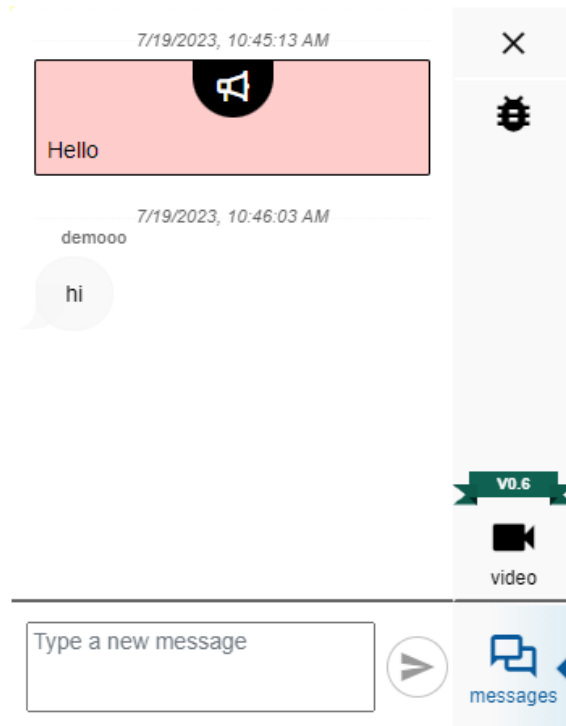 7/19/2023, 10:45:13 AM
Hello
7/19/2023, 10:46:03 AM
demooo
hi
V0.6
video
Type a new message
messages